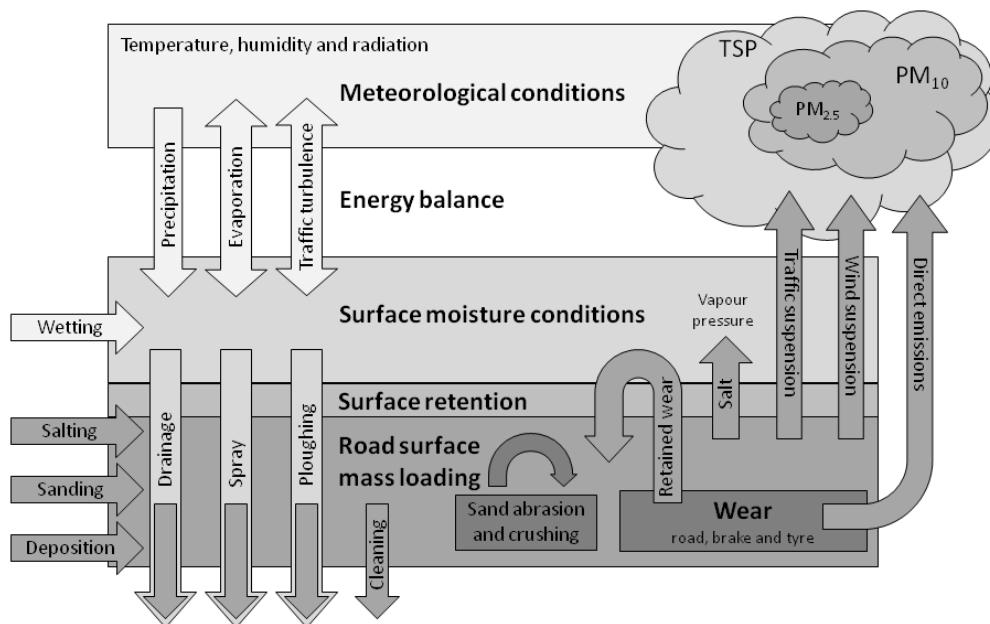 Temperature, humidity and radiation
Meteorological conditions
TSP
PM10
PM2.5
Precipitation
Evaporation
Traffic turbulence
Energy balance
Wetting
Surface moisture conditions
Vapour
pressure
Traffic suspension
Wind suspension
Direct emissions
Surface retention
Salt
Retained wear
Salting
Sanding
Deposition
Drainage
Spray
Ploughing
Road surface
mass loading
Cleaning
Sand abrasion
and crushing
Wear
road, brake and tyre